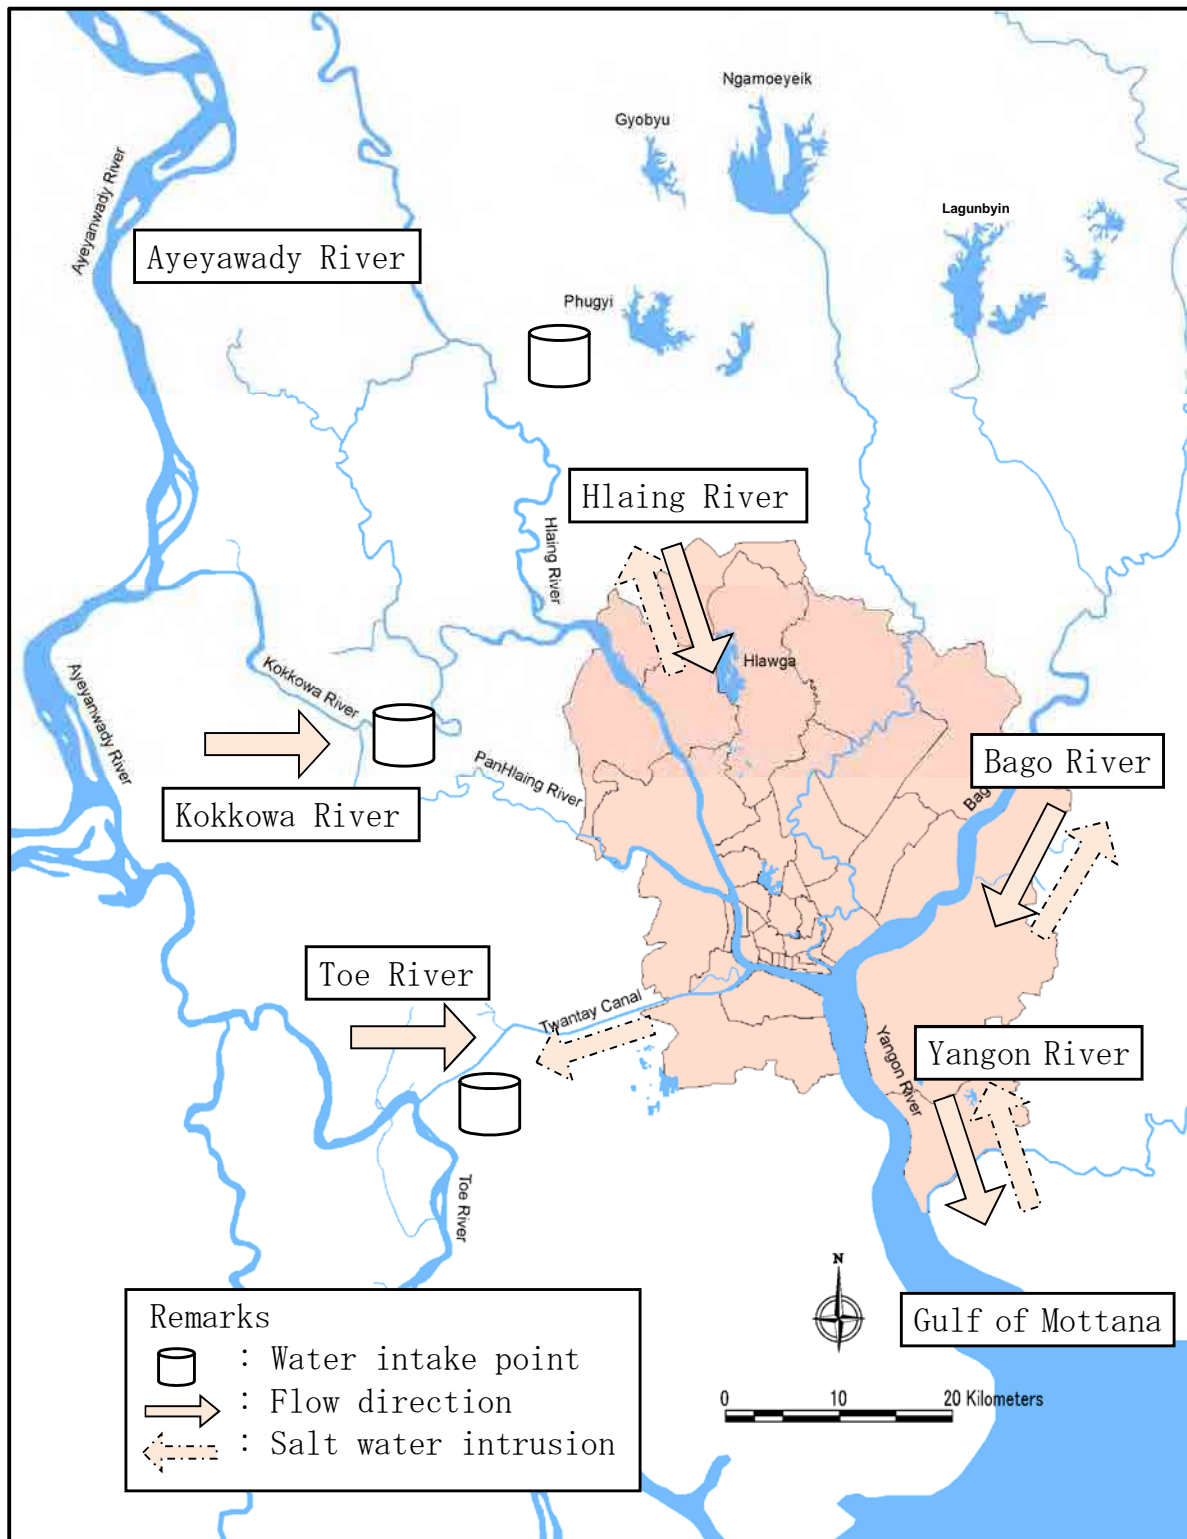 Ngamoeyeik
Gyobyu
Ayeyanwady River
Lagunbyin
Ayeyawady River
Phugyi
Hlaing River
Hlaing River
Kokkowa River
Hlawga
Ayeyanwady River
Bago River
PanHlaing River
Bag
Kokkowa River
Toe River
Twantay Canal
Yangon River
Yangon River
Toe River
N
Remarks
: Water intake point
: Flow direction
: Salt water intrusion
Gulf of Mottana
0 10 20 Kilometers